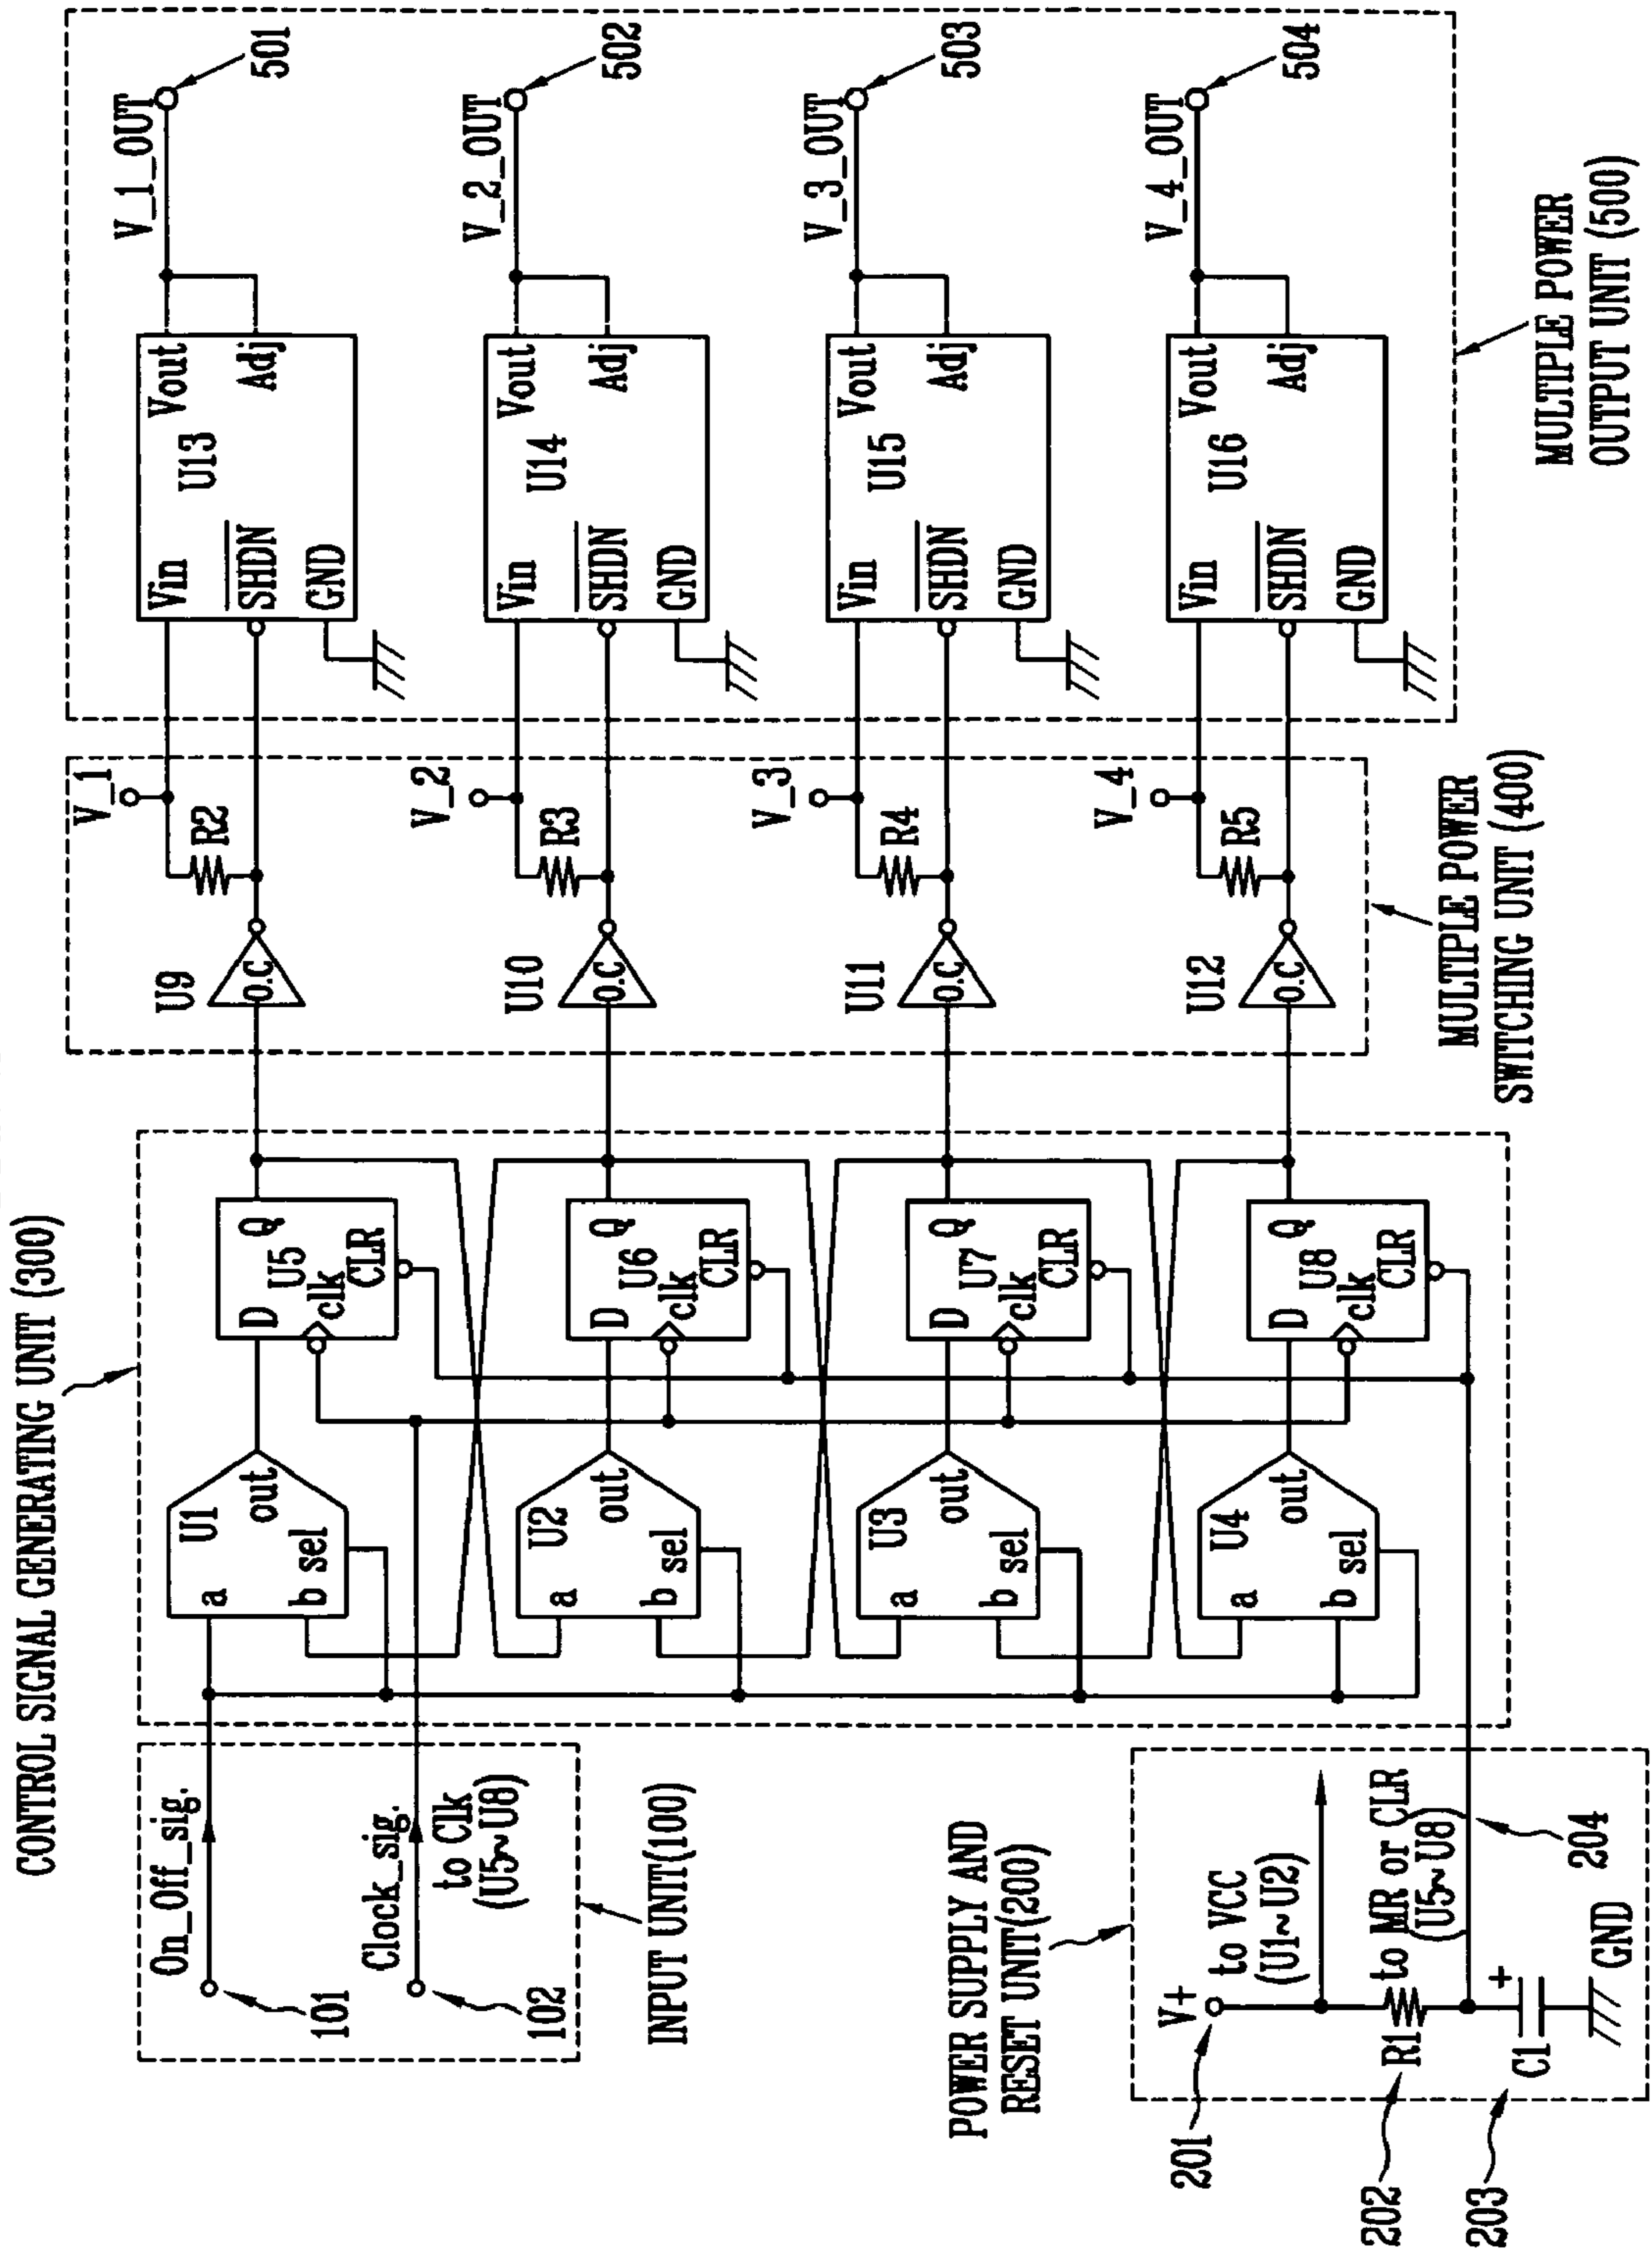 CONTROL SIGNAL GENERATING UNIT (300)
On_Off_sig.
101
Clock_sig.
to Clk
(U5~U8)
102
INPUT UNIT(100)
POWER SUPPLY AND
RESET UNIT(200)
V+
201
to VCC
(U1~U2)
to MR or CLR
(U5~U8)
R1
202
C1
+
203
204
GND
U1
a
b
sel
out
U2
a
b
sel
out
U3
a
b
sel
out
U4
a
b
sel
out
D
Q
U5
clk
CLR
D
Q
U6
clk
CLR
D
Q
U7
clk
CLR
D
Q
U8
clk
CLR
U9
O.C
U10
O.C
U11
O.C
U12
O.C
V_1
R2
V_2
R3
V_3
R4
V_4
R5
MULTIPLE POWER
SWITCHING UNIT (400)
Vin
Vout
U13
SHDN
Adj
GND
Vin
Vout
U14
SHDN
Adj
GND
Vin
Vout
U15
SHDN
Adj
GND
Vin
Vout
U16
SHDN
Adj
GND
V_1_OUT
501
V_2_OUT
502
V_3_OUT
503
V_4_OUT
504
MULTIPLE POWER
OUTPUT UNIT (500)